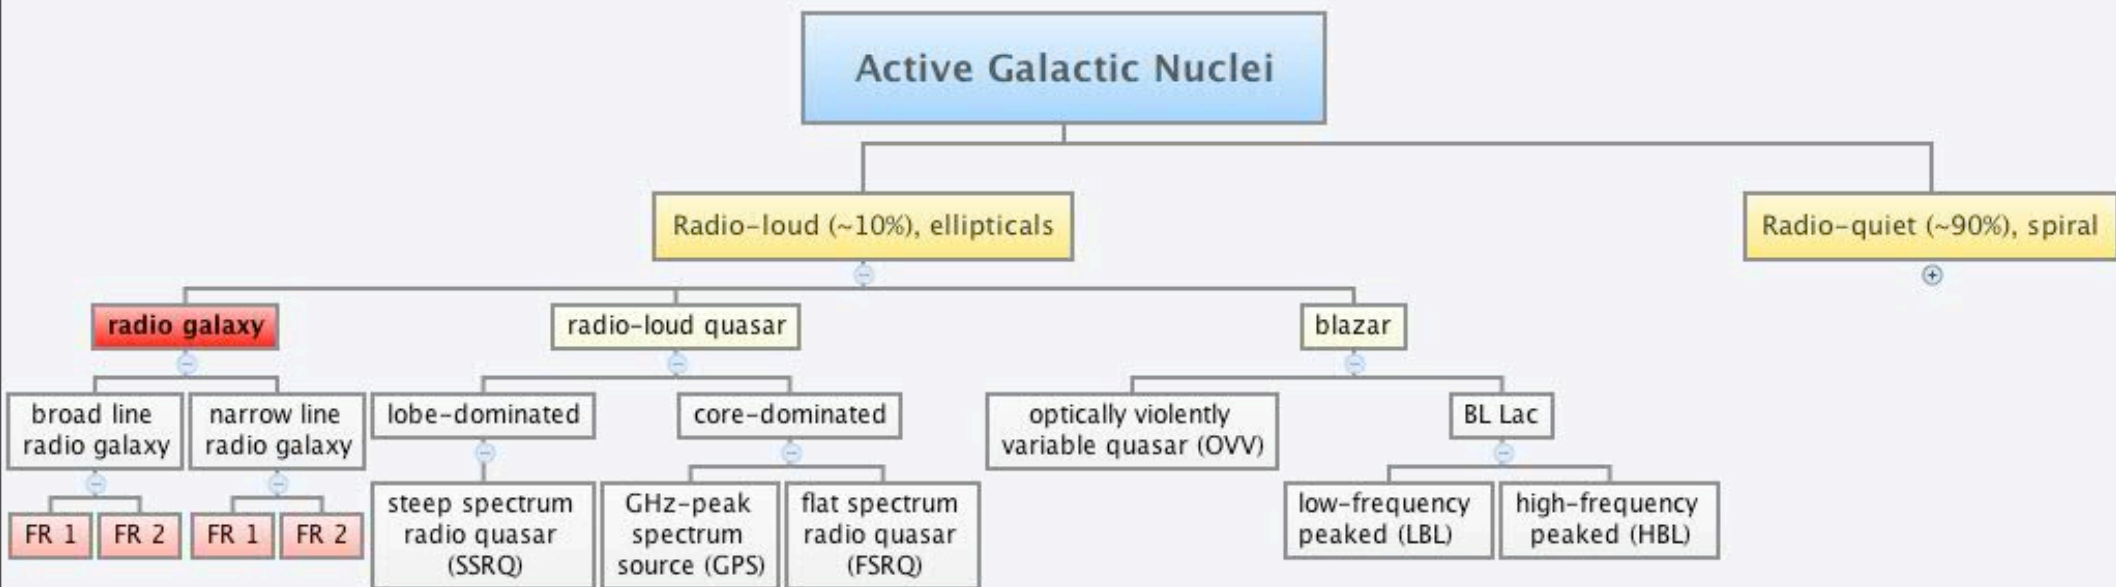 Active Galactic Nuclei
Radio-loud (~10%), ellipticals
Radio-quiet (~90%), spiral
radio galaxy
radio-loud quasar
blazar
broad line
radio galaxy
narrow line
radio galaxy
lobe-dominated
core-dominated
optically violently
variable quasar (OVV)
BL Lac
FR 1
FR 2
FR 1
FR 2
steep spectrum
radio quasar
(SSRQ)
GHz-peak
spectrum
source (GPS)
flat spectrum
radio quasar
(FSRQ)
low-frequency
peaked (LBL)
high-frequency
peaked (HBL)